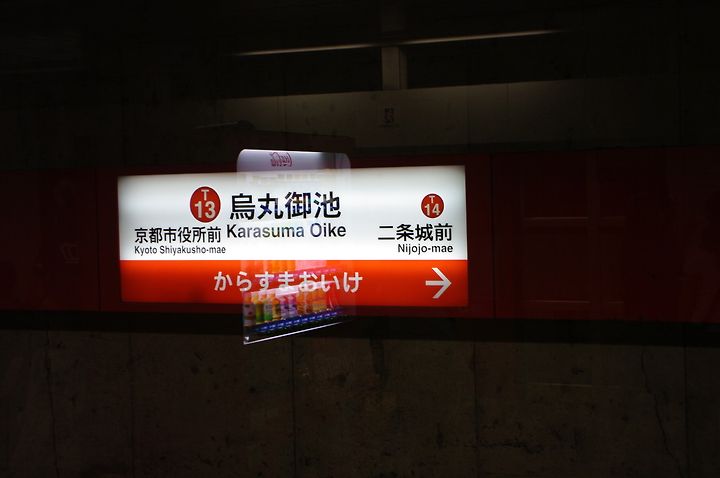 T
13
烏丸御池
T
14
京都市役所前
Karasuma Oike
二条城前
Kyoto Shiyakusho-mae
Nijojo-mae
からすまおいけ